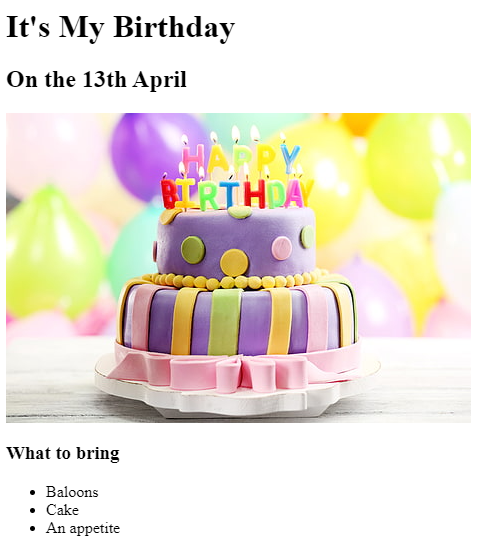 It's My Birthday
On the 13th April
HAPPY
BIRTHDAY
What to bring
Baloons
Cake
An appetite